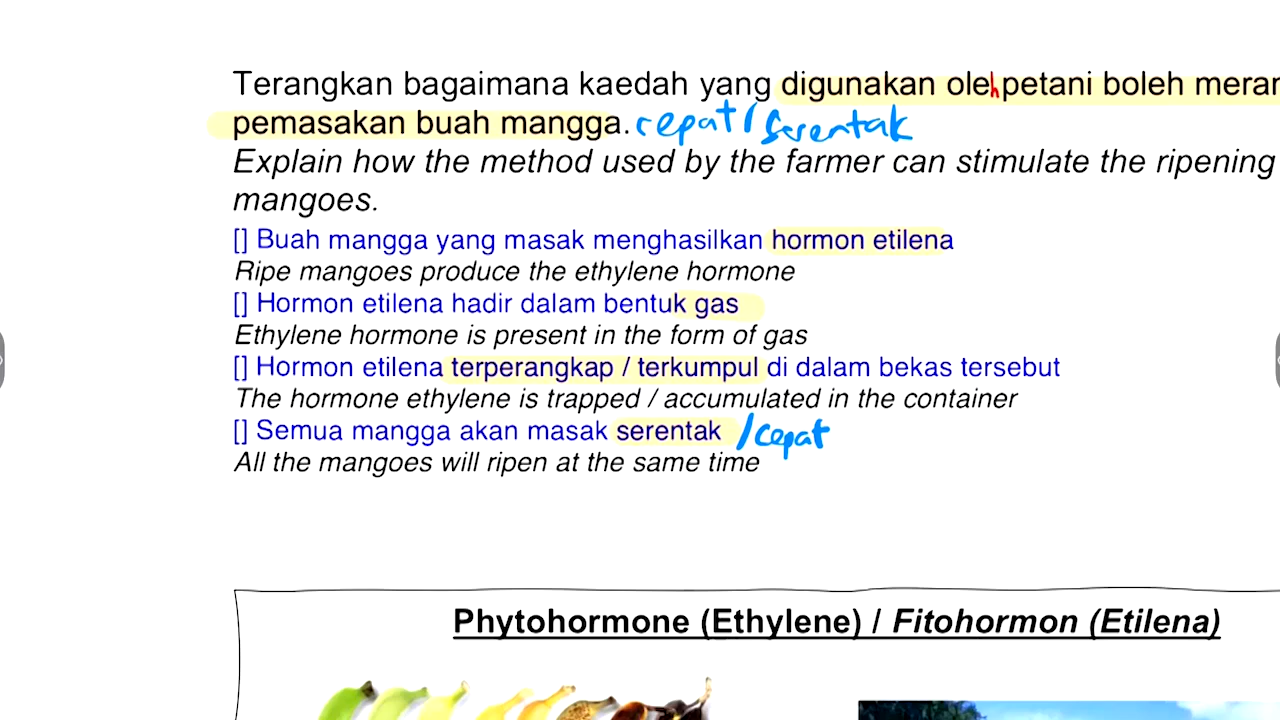 Terangkan bagaimana kaedah yang digunakan oleh petani boleh meran
pemasakan buah mangga. cepat / serentak
Explain how the method used by the farmer can stimulate the ripening
mangoes.
[] Buah mangga yang masak menghasilkan hormon etilena
Ripe mangoes produce the ethylene hormone
[] Hormon etilena hadir dalam bentuk gas
Ethylene hormone is present in the form of gas
[] Hormon etilena terperangkap / terkumpul di dalam bekas tersebut
The hormone ethylene is trapped / accumulated in the container
[] Semua mangga akan masak serentak / cepat
All the mangoes will ripen at the same time
Phytohormone (Ethylene) / Fitohormon (Etilena)